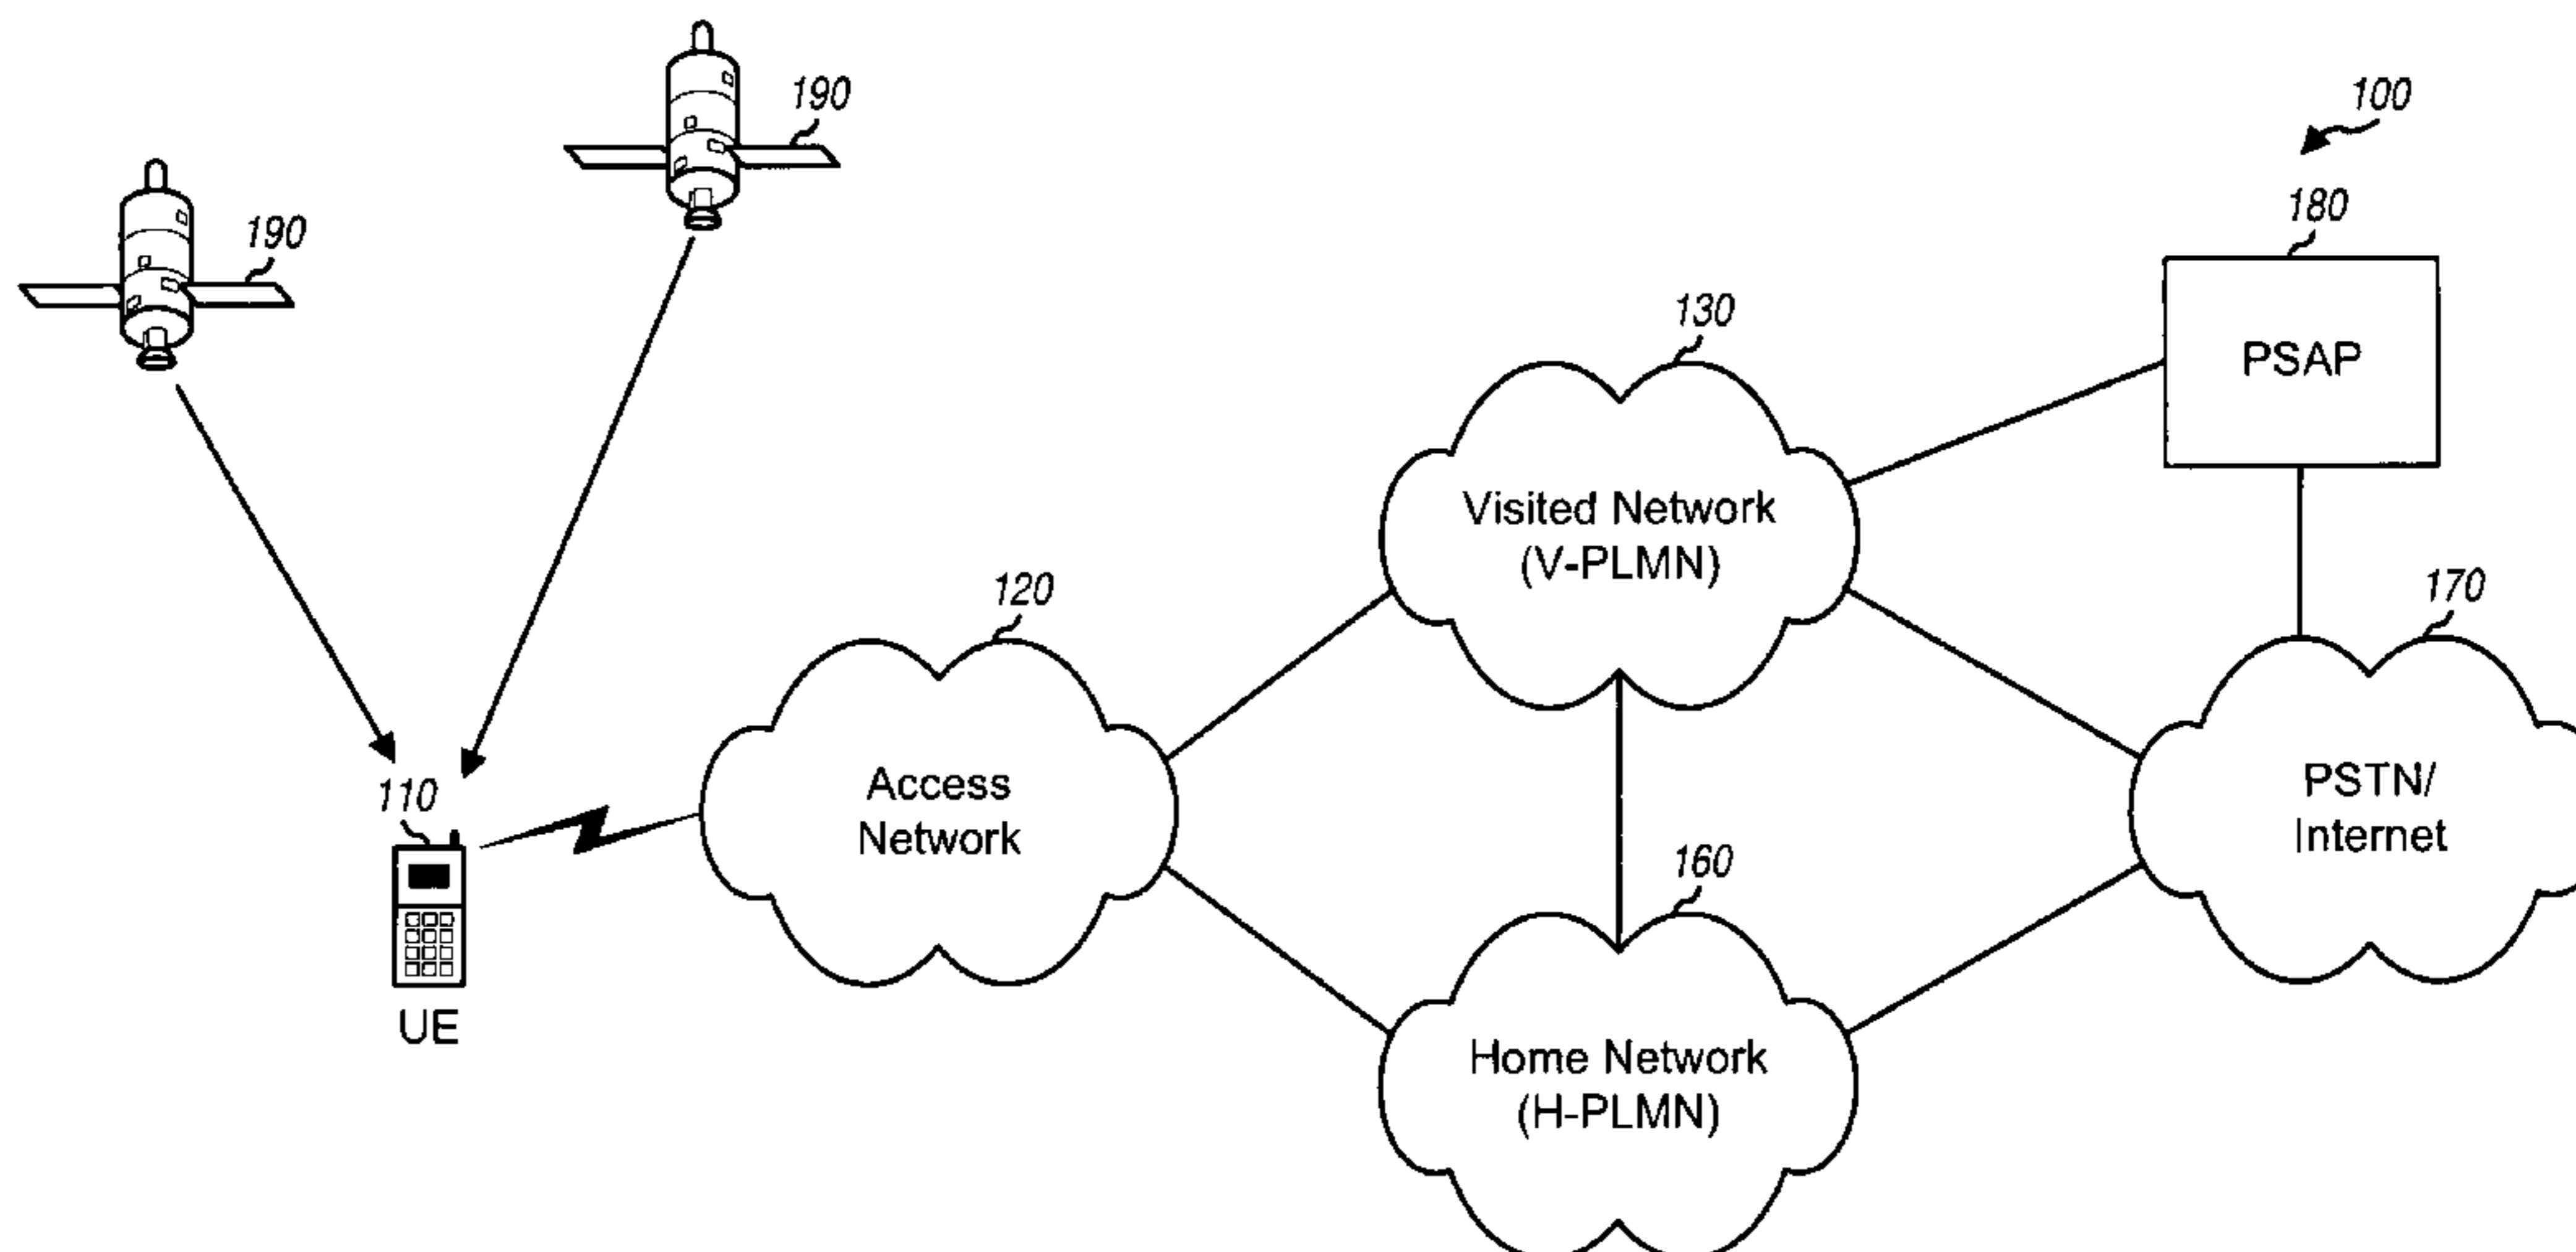 190
190
100
180
PSAP
130
Visited Network
(V-PLMN)
170
PSTN/
Internet
120
Access
Network
110
UE
160
Home Network
(H-PLMN)